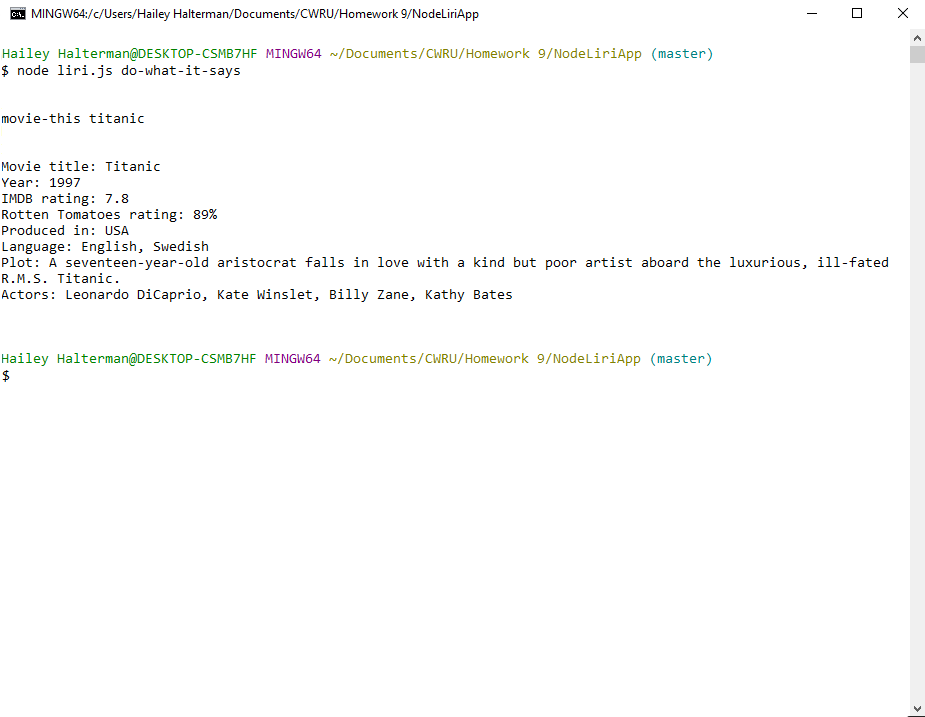 MINGW64:/c/Users/Hailey Halterman/Documents/CWRU/Homework 9/NodeLiriApp
Hailey Halterman@DESKTOP-CSMB7HF MINGW64 ~/Documents/CWRU/Homework 9/NodeLiriApp (master)
$ node liri.js do-what-it-says
movie-this titanic
Movie title: Titanic
Year: 1997
IMDB rating: 7.8
Rotten Tomatoes rating: 89%
Produced in: USA
Language: English, Swedish
Plot: A seventeen-year-old aristocrat falls in love with a kind but poor artist aboard the luxurious, ill-fated
R.M.S. Titanic.
Actors: Leonardo DiCaprio, Kate Winslet, Billy Zane, Kathy Bates
Hailey Halterman@DESKTOP-CSMB7HF MINGW64 ~/Documents/CWRU/Homework 9/NodeLiriApp (master)
$